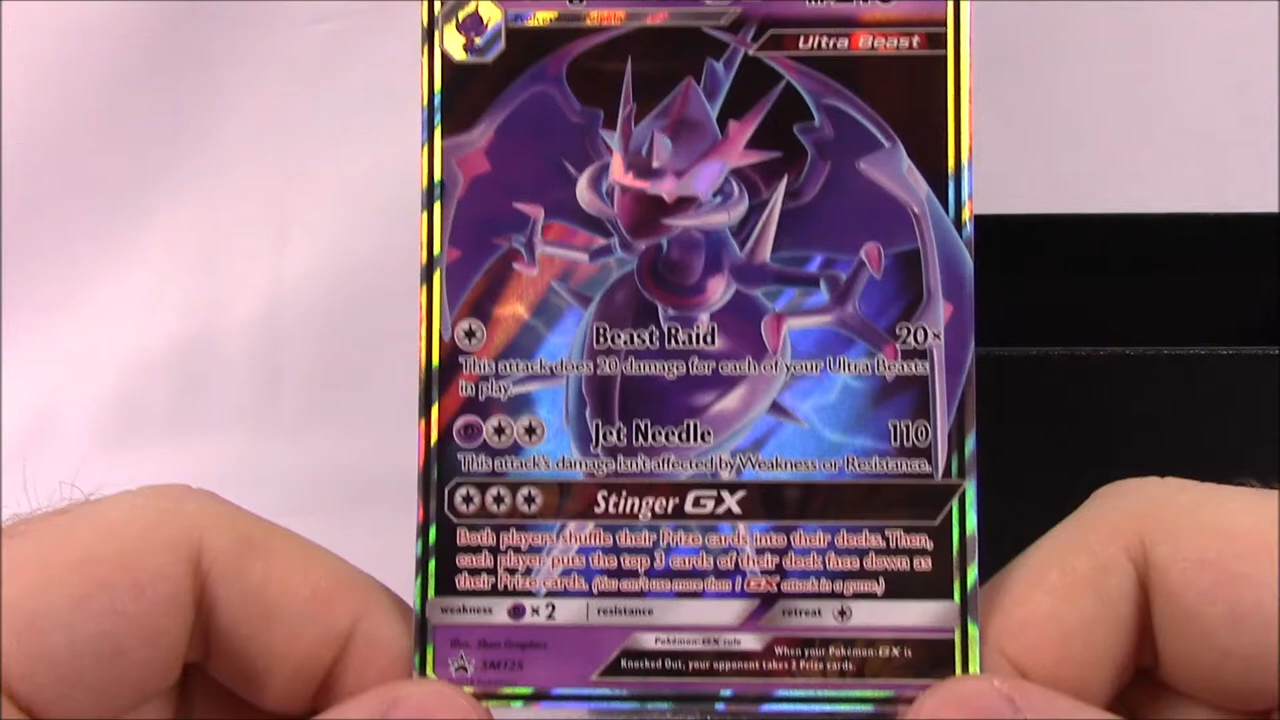 Ultra Beast
Beast Raid 20×
This attack does 20 damage for each of your Ultra Beasts
in play.
Jet Needle 110
This attack's damage isn't affected by Weakness or Resistance.
Stinger GX
Both players shuffle their Prize cards into their decks. Then,
each player puts the top 3 cards of their deck face down as
their Prize cards. (You can't use more than 1 GX attack in a game.)
weakness ×2 resistance retreat
Illus. 5ban Graphics
Pokémon-GX rule When your Pokémon-GX is
Knocked Out, your opponent takes 2 Prize cards.
SM125